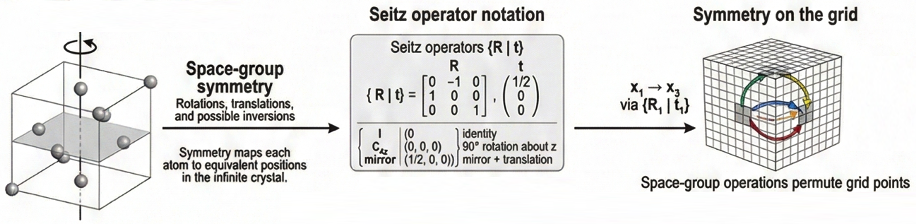 Space-group
symmetry
Rotations, translations,
and possible inversions
Symmetry maps each
atom to equivalent positions
in the infinite crystal.
Seitz operator notation
Seitz operators {R | t}
R t
{ R | t} = [0 -1 0] , (1/2)
[1 0 0] (0)
[0 0 1] (0)
I (0 identity
C₄z (0, 0, 0) 90° rotation about z
mirror (1/2, 0, 0) mirror + translation
Symmetry on the grid
x₁ → x₃
via {R₁ | t₁}
Space-group operations permute grid points